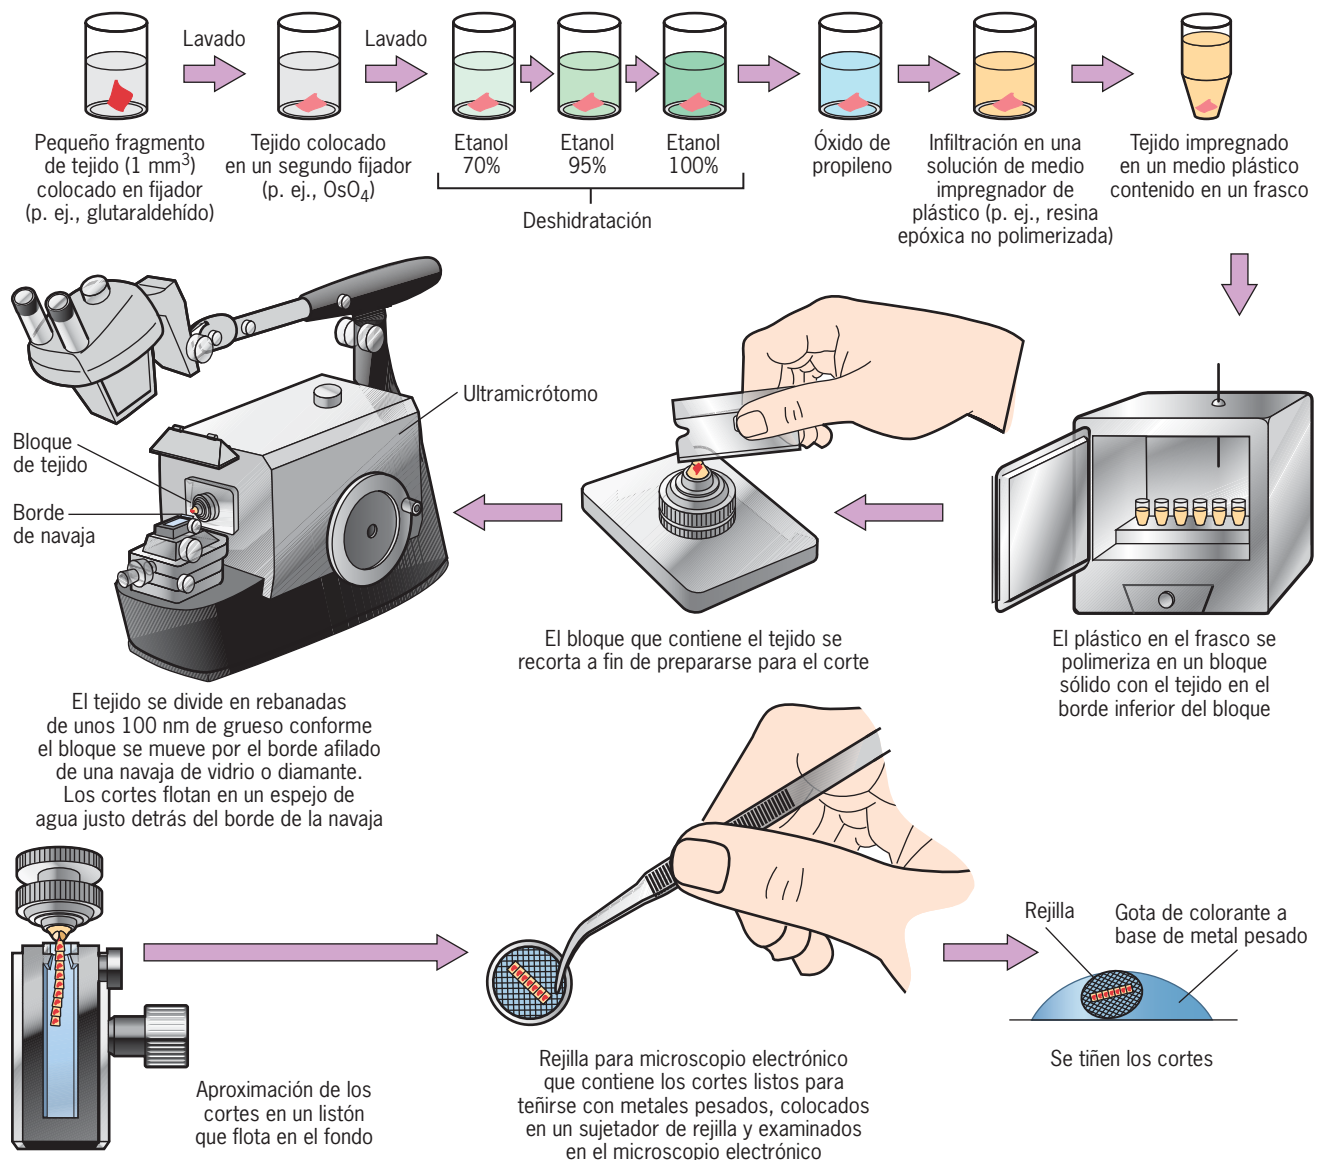 Lavado
Lavado
Pequeño fragmento
de tejido (1 mm³)
colocado en fijador
(p. ej., glutaraldehído)
Tejido colocado
en un segundo fijador
(p. ej., OsO₄)
Etanol
70%
Etanol
95%
Etanol
100%
Deshidratación
Óxido de
propileno
Infiltración en una
solución de medio
impregnador de
plástico (p. ej., resina
epóxica no polimerizada)
Tejido impregnado
en un medio plástico
contenido en un frasco
Ultramicrótomo
Bloque
de tejido
Borde
de navaja
El tejido se divide en rebanadas
de unos 100 nm de grueso conforme
el bloque se mueve por el borde afilado
de una navaja de vidrio o diamante.
Los cortes flotan en un espejo de
agua justo detrás del borde de la navaja
El bloque que contiene el tejido se
recorta a fin de prepararse para el corte
El plástico en el frasco se
polimeriza en un bloque
sólido con el tejido en el
borde inferior del bloque
Aproximación de los
cortes en un listón
que flota en el fondo
Rejilla para microscopio electrónico
que contiene los cortes listos para
teñirse con metales pesados, colocados
en un sujetador de rejilla y examinados
en el microscopio electrónico
Rejilla
Gota de colorante a
base de metal pesado
Se tiñen los cortes